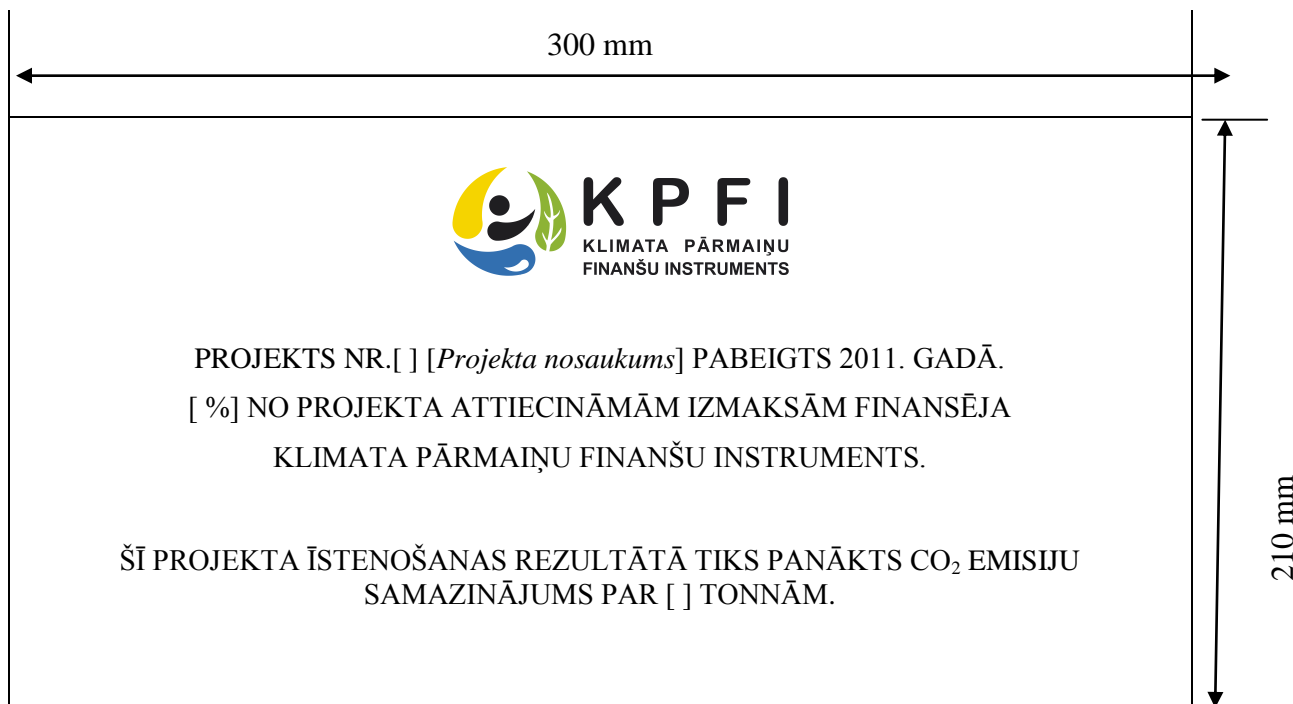 300 mm
KPFI
KLIMATA PĀRMAIŅU
FINANŠU INSTRUMENTS
PROJEKTS NR.[ ] [Projekta nosaukums] PABEIGTS 2011. GADĀ.
[ %] NO PROJEKTA ATTIECINĀMĀM IZMAKSĀM FINANSĒJA
KLIMATA PĀRMAIŅU FINANŠU INSTRUMENTS.
ŠĪ PROJEKTA ĪSTENOŠANAS REZULTĀTĀ TIKS PANĀKTS CO₂ EMISIJU
SAMAZINĀJUMS PAR [ ] TONNĀM.
210 mm